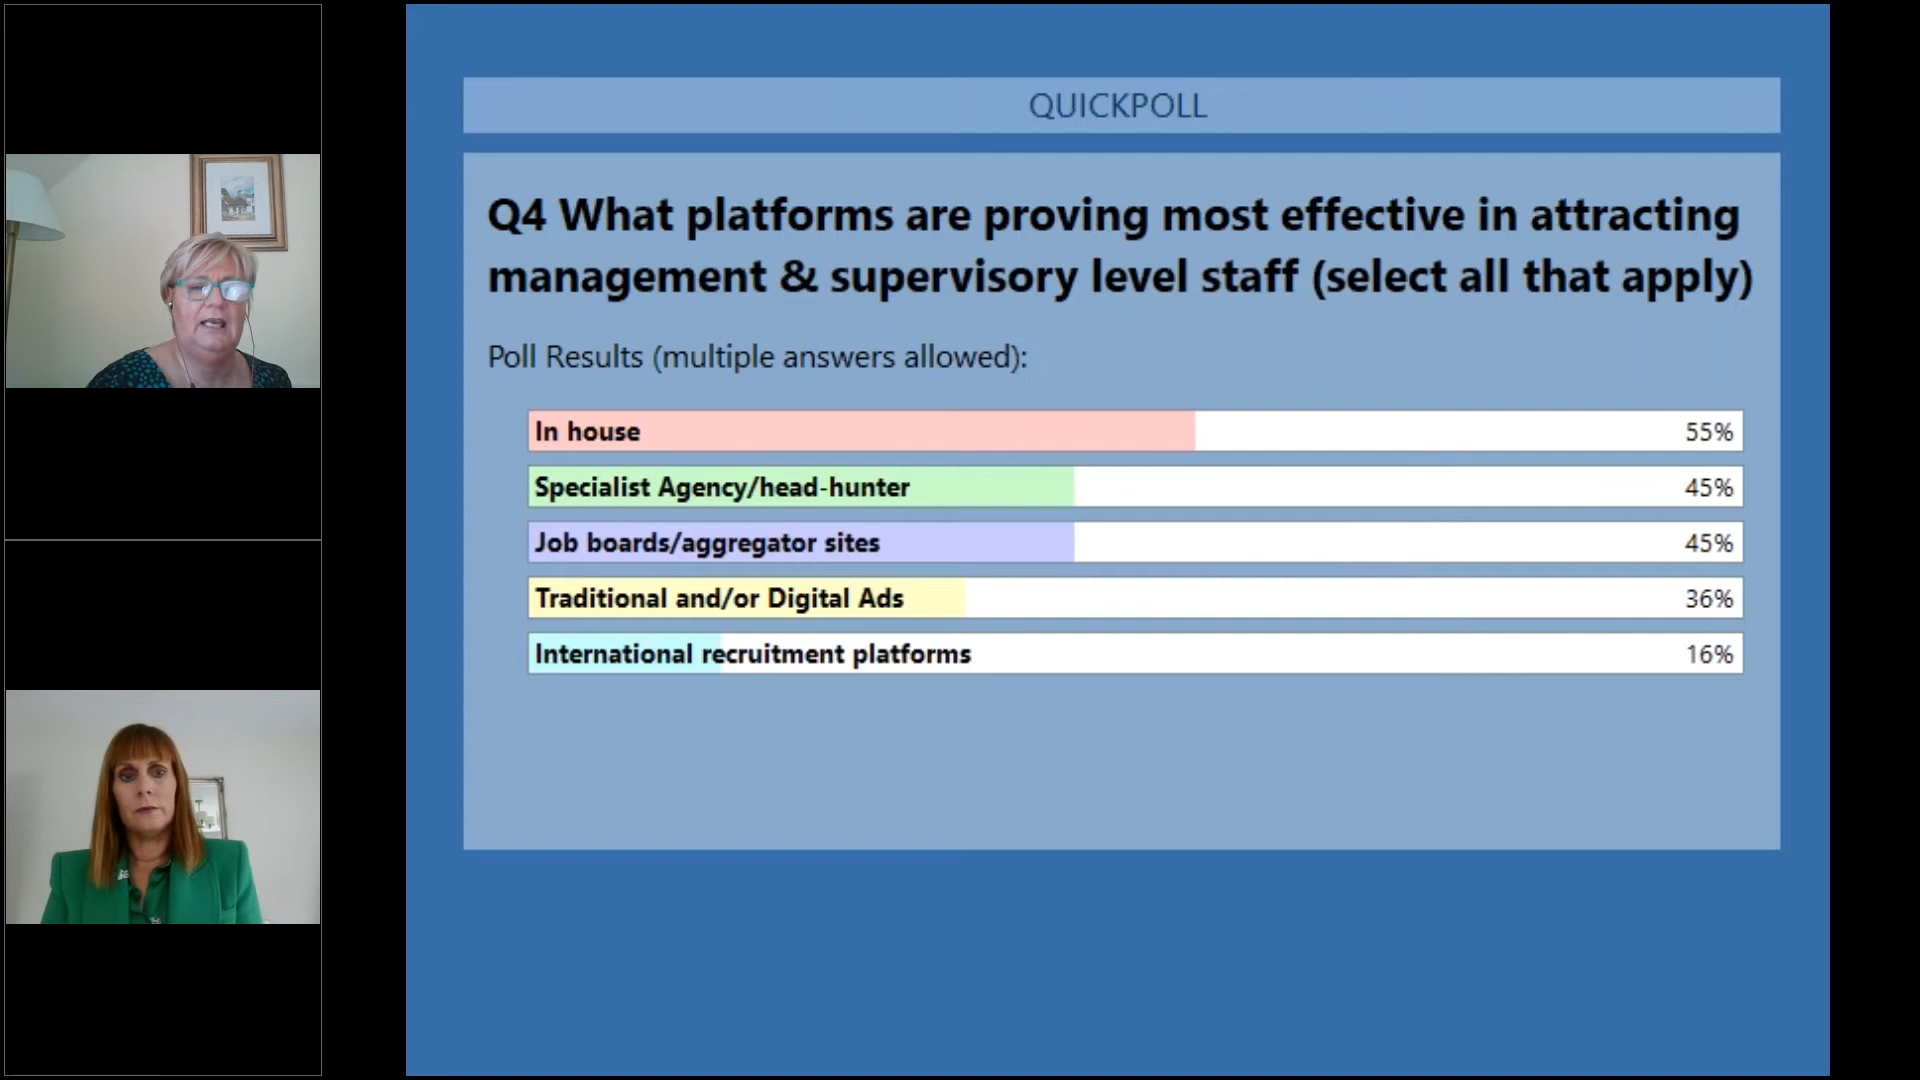 QUICKPOLL
Q4 What platforms are proving most effective in attracting
management & supervisory level staff (select all that apply)
Poll Results (multiple answers allowed):
In house 55%
Specialist Agency/head-hunter 45%
Job boards/aggregator sites 45%
Traditional and/or Digital Ads 36%
International recruitment platforms 16%